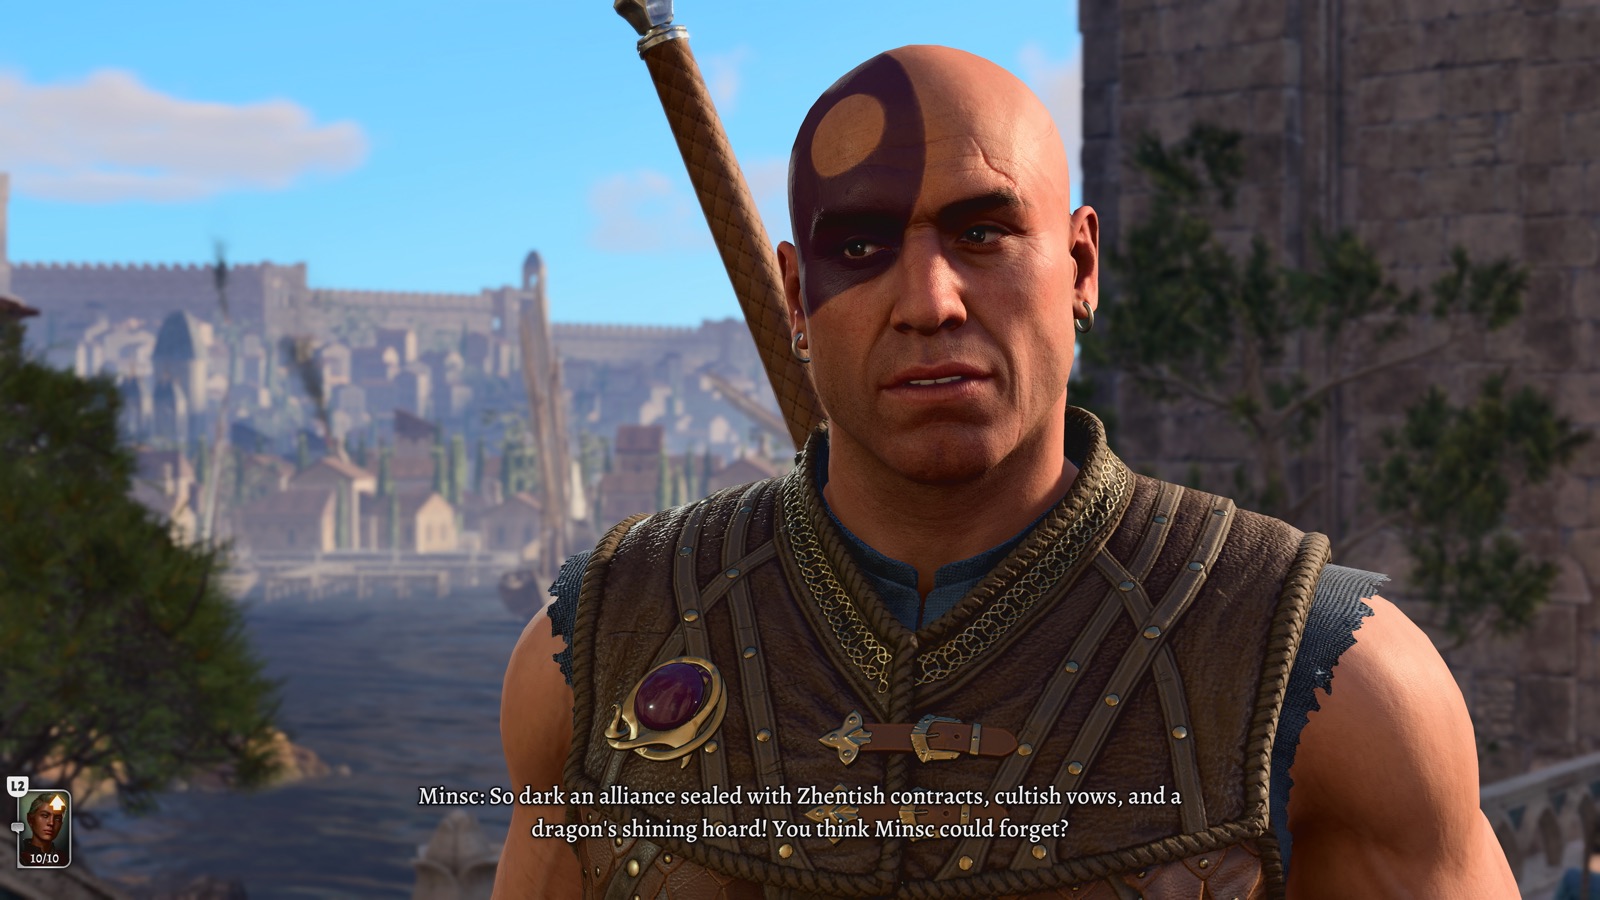 L2
10/10
Minsc: So dark an alliance sealed with Zhentish contracts, cultish vows, and a
dragon's shining hoard! You think Minsc could forget?